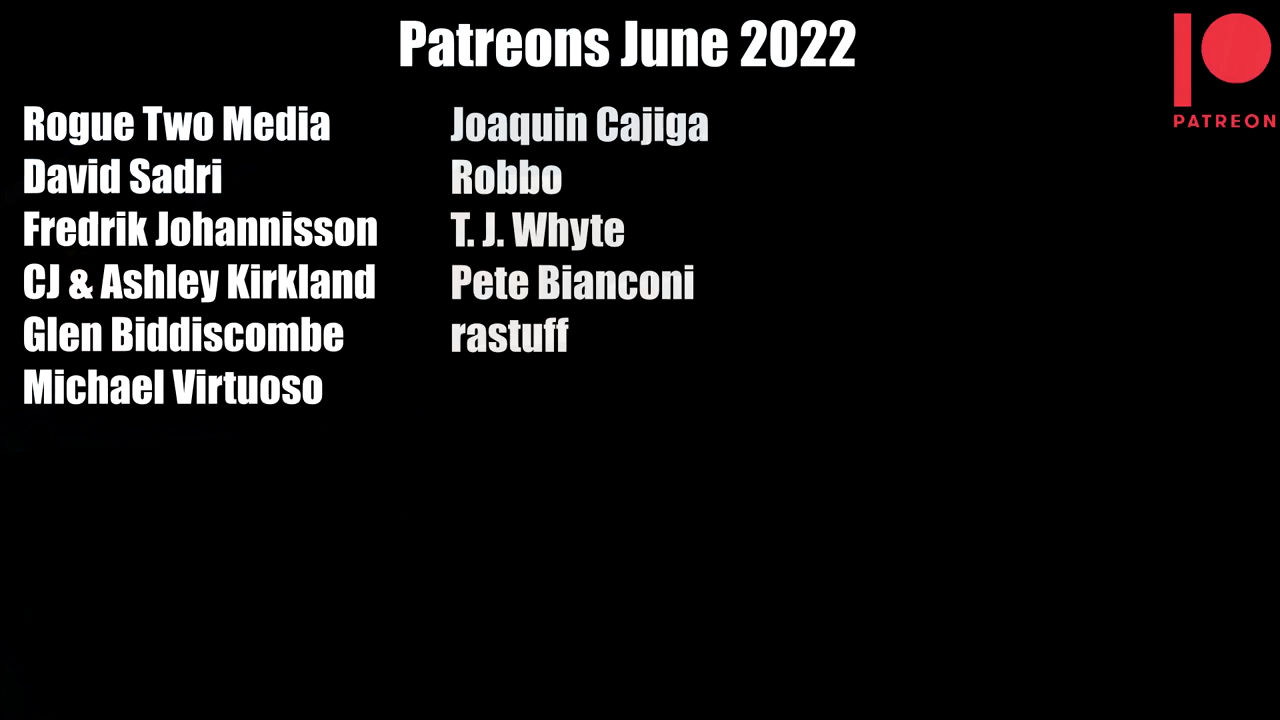 Patreons June 2022
PATREON
Rogue Two Media
David Sadri
Fredrik Johannisson
CJ & Ashley Kirkland
Glen Biddiscombe
Michael Virtuoso
Joaquin Cajiga
Robbo
T. J. Whyte
Pete Bianconi
rastuff